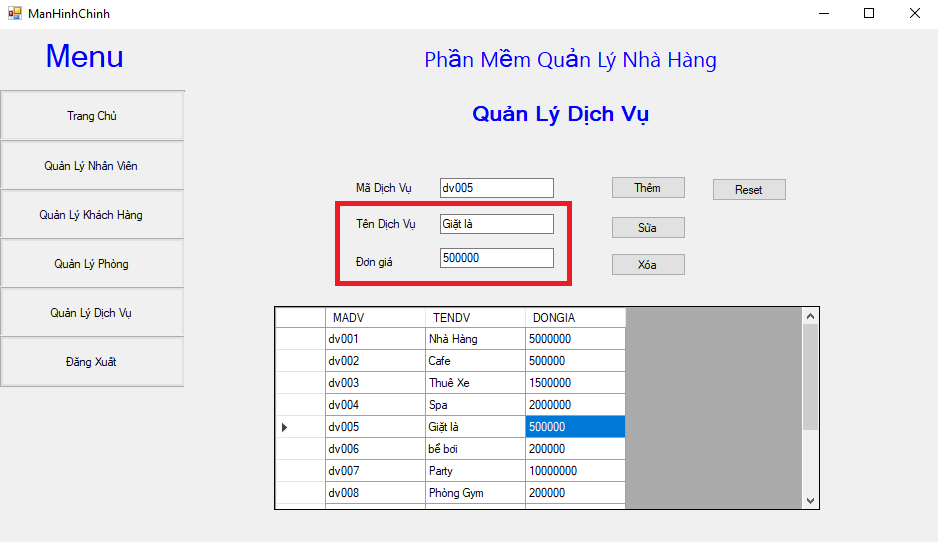 ManHinhChinh
Menu
Phần Mềm Quản Lý Nhà Hàng
Trang Chủ
Quản Lý Nhân Viên
Quản Lý Khách Hàng
Quản Lý Phòng
Quản Lý Dịch Vụ
Đăng Xuất
Quản Lý Dịch Vụ
Mã Dịch Vụ dv005 Thêm Reset
Tên Dịch Vụ Giặt là Sửa
Đơn giá 500000 Xóa
MADV TENDV DONGIA
dv001 Nhà Hàng 5000000
dv002 Cafe 500000
dv003 Thuê Xe 1500000
dv004 Spa 2000000
dv005 Giặt là 500000
dv006 bể bơi 200000
dv007 Party 10000000
dv008 Phòng Gym 200000